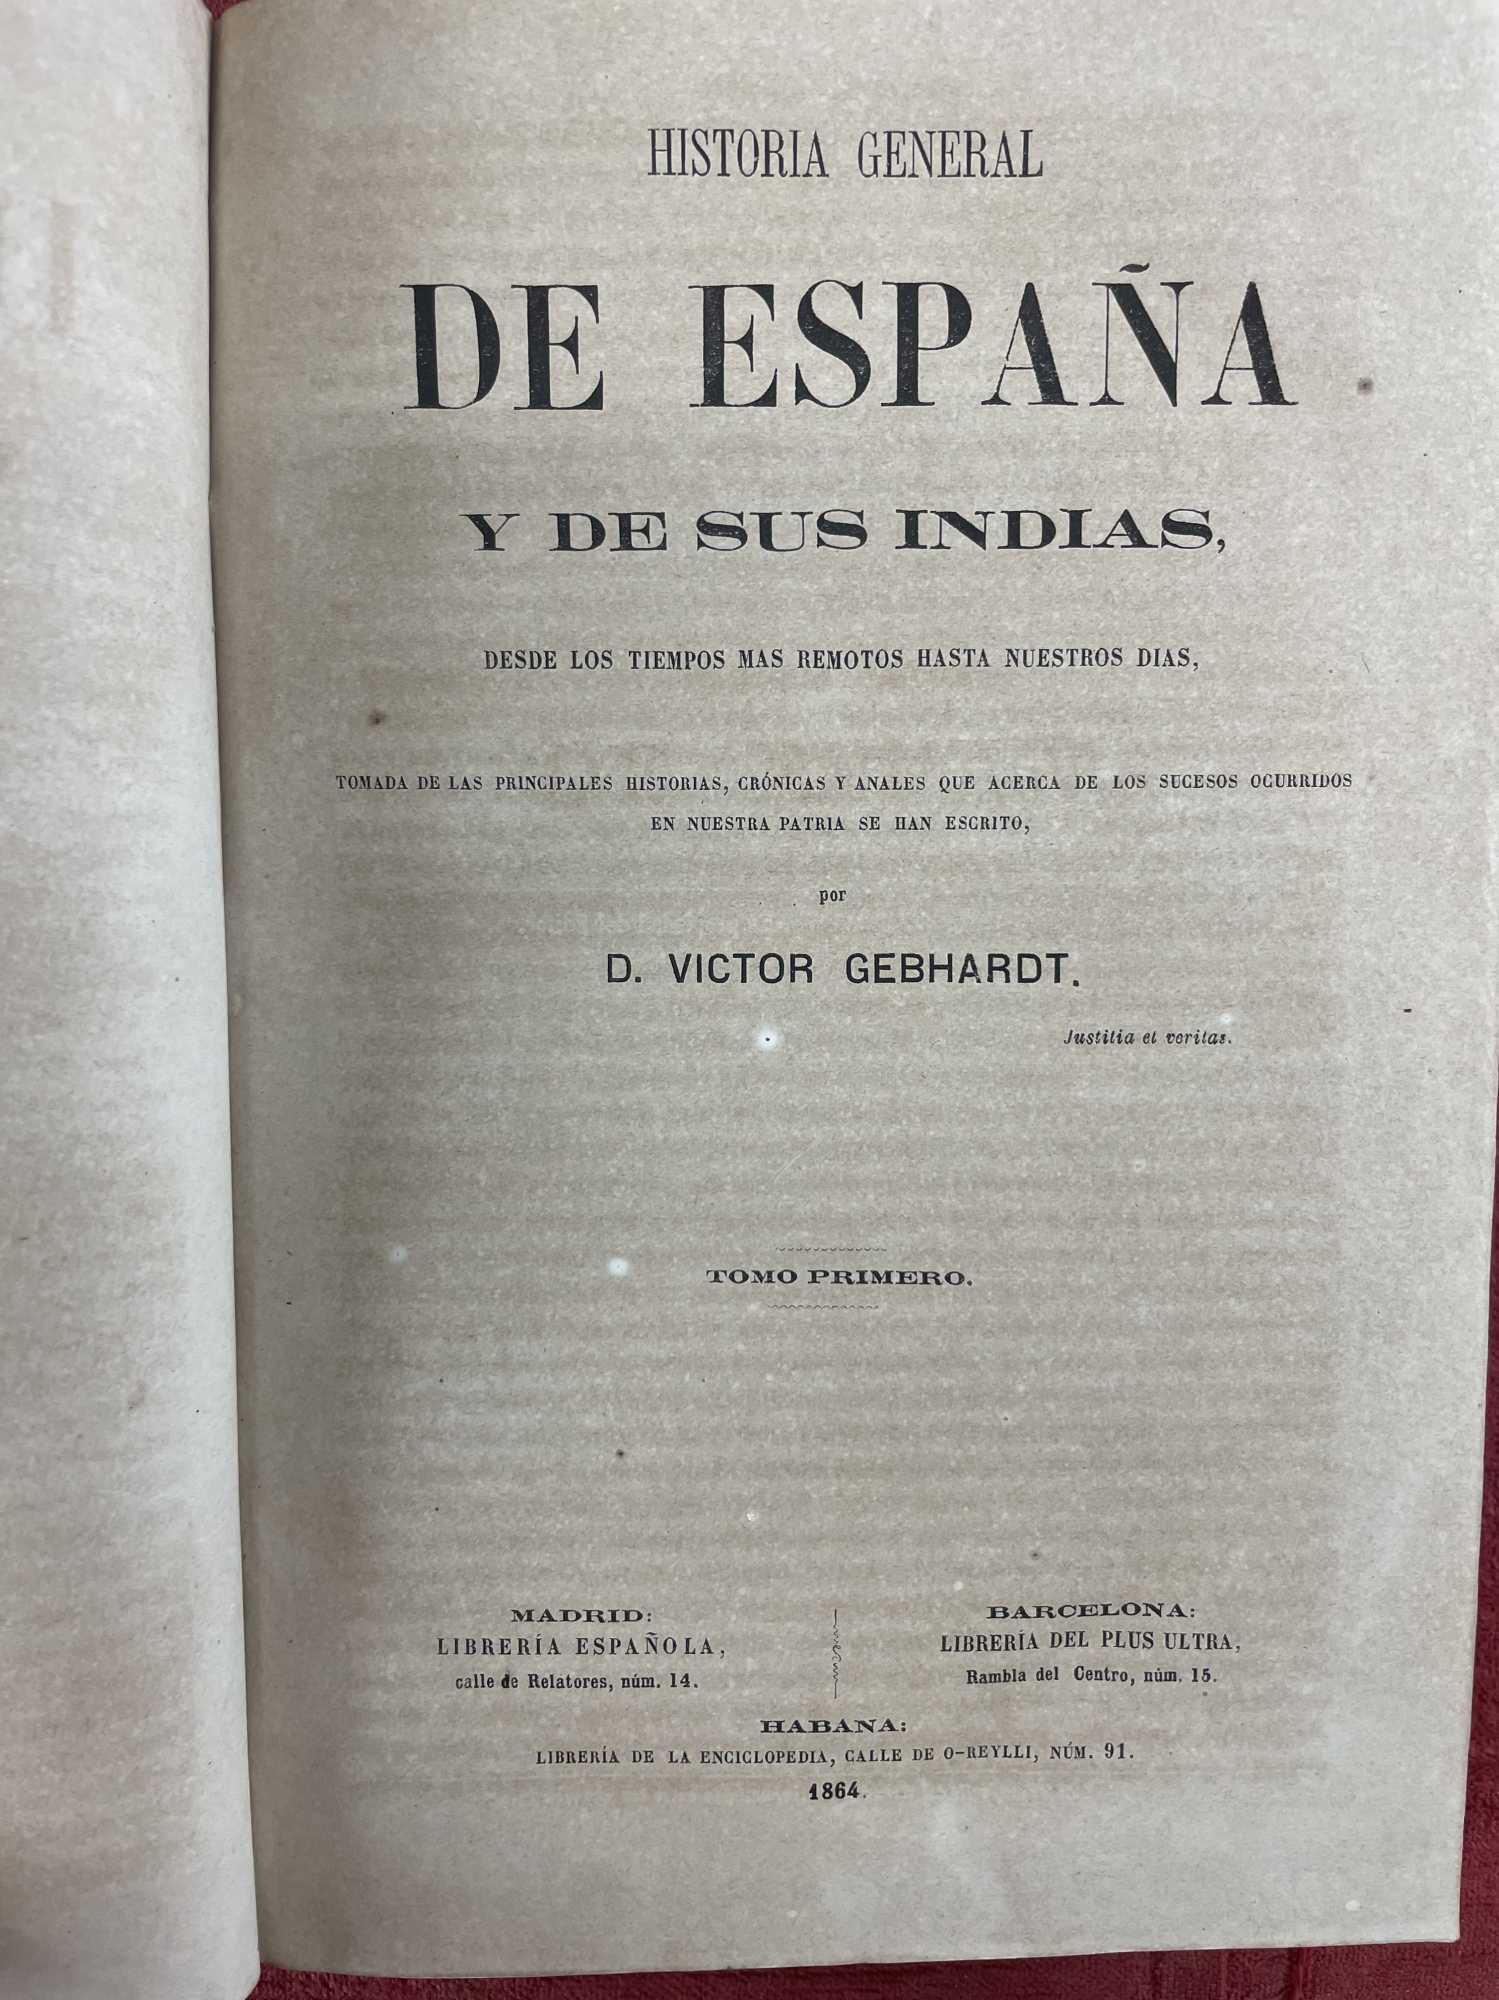 HISTORIA GENERAL
DE ESPAÑA
Y DE SUS INDIAS,
DESDE LOS TIEMPOS MAS REMOTOS HASTA NUESTROS DIAS,
TOMADA DE LAS PRINCIPALES HISTORIAS, CRÓNICAS Y ANALES QUE ACERCA DE LOS SUCESOS OCURRIDOS
EN NUESTRA PATRIA SE HAN ESCRITO,
por
D. VICTOR GEBHARDT.
Justitia et veritas.
TOMO PRIMERO.
MADRID:
LIBRERÍA ESPAÑOLA,
calle de Relatores, núm. 14.
BARCELONA:
LIBRERÍA DEL PLUS ULTRA,
Rambla del Centro, núm. 15.
HABANA:
LIBRERÍA DE LA ENCICLOPEDIA, CALLE DE O-REYLLI, NÚM. 91.
1864.